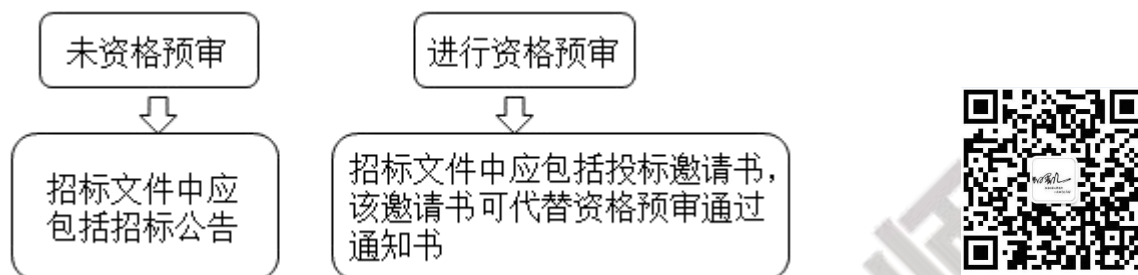 未资格预审
进行资格预审
招标文件中应
包括招标公告
招标文件中应包括投标邀请书，
该邀请书可代替资格预审通过
通知书